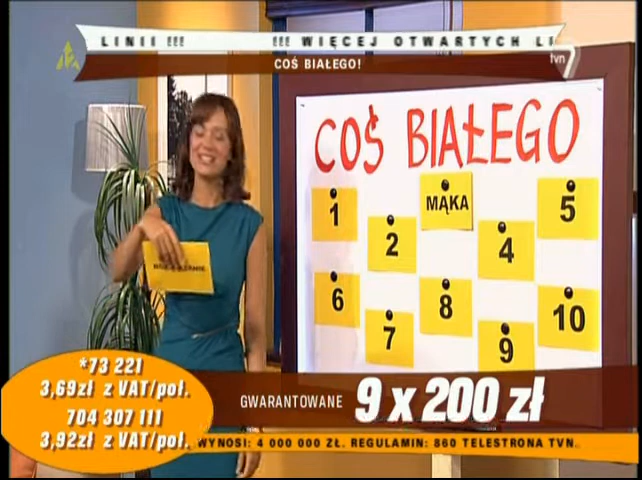 LINII !!! !!! WIĘCEJ OTWARTYCH LI
COŚ BIAŁEGO!
tvn 7
12
COŚ BIAŁEGO
1
2
MĄKA
4
5
6
7
8
9
10
*73 221
3,69zł z VAT/poł.
704 307 111
3,92zł z VAT/poł.
GWARANTOWANE 9 x 200 zł
WYNOSI: 4 000 000 ZŁ. REGULAMIN: 860 TELESTRONA TVN.